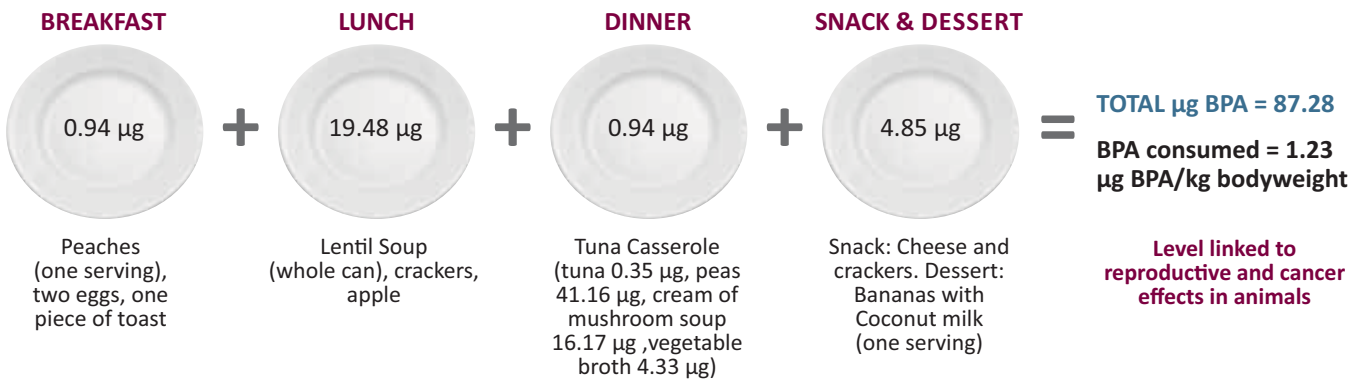 BREAKFAST
0.94 µg
Peaches
(one serving),
two eggs, one
piece of toast
+
LUNCH
19.48 µg
Lentil Soup
(whole can), crackers,
apple
+
DINNER
0.94 µg
Tuna Casserole
(tuna 0.35 µg, peas
41.16 µg, cream of
mushroom soup
16.17 µg ,vegetable
broth 4.33 µg)
+
SNACK & DESSERT
4.85 µg
Snack: Cheese and
crackers. Dessert:
Bananas with
Coconut milk
(one serving)
=
TOTAL µg BPA = 87.28
BPA consumed = 1.23
µg BPA/kg bodyweight
Level linked to
reproductive and cancer
effects in animals